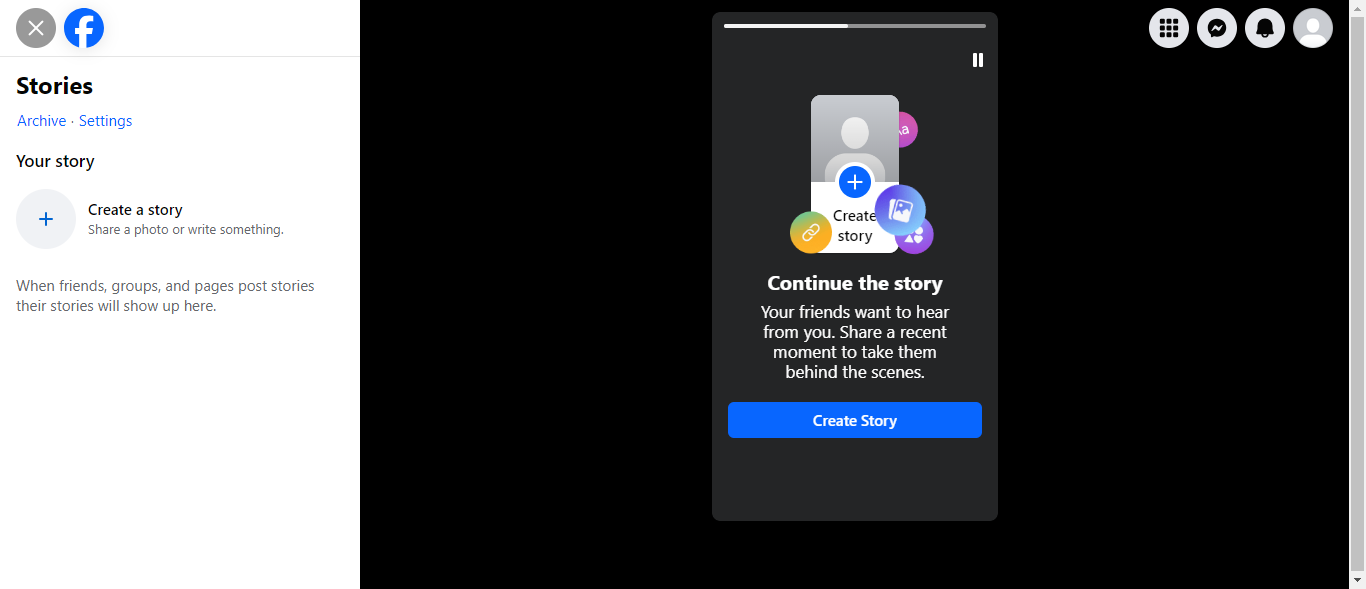 Stories
Archive · Settings
Your story
Create a story
Share a photo or write something.
When friends, groups, and pages post stories
their stories will show up here.
Aa
Create
story
Continue the story
Your friends want to hear
from you. Share a recent
moment to take them
behind the scenes.
Create Story